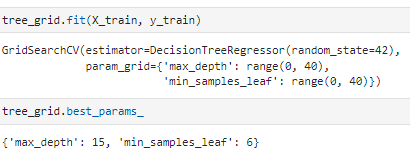 tree_grid.fit(X_train, y_train)
GridSearchCV(estimator=DecisionTreeRegressor(random_state=42),
param_grid={'max_depth': range(0, 40),
'min_samples_leaf': range(0, 40)})
tree_grid.best_params_
{'max_depth': 15, 'min_samples_leaf': 6}